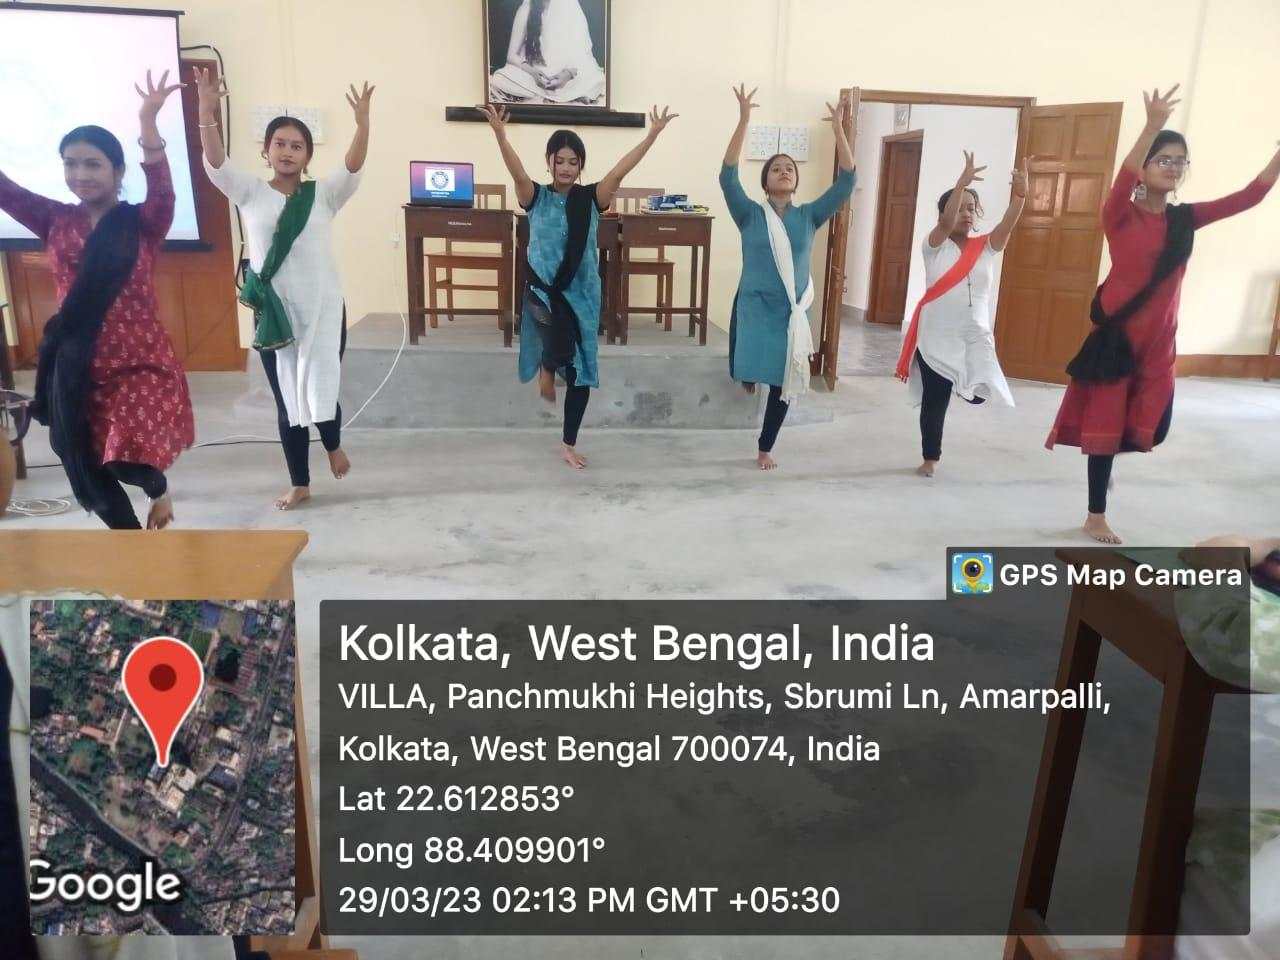 GPS Map Camera
Kolkata, West Bengal, India
VILLA, Panchmukhi Heights, Sbrumi Ln, Amarpalli,
Kolkata, West Bengal 700074, India
Lat 22.612853°
Long 88.409901°
29/03/23 02:13 PM GMT +05:30
Google